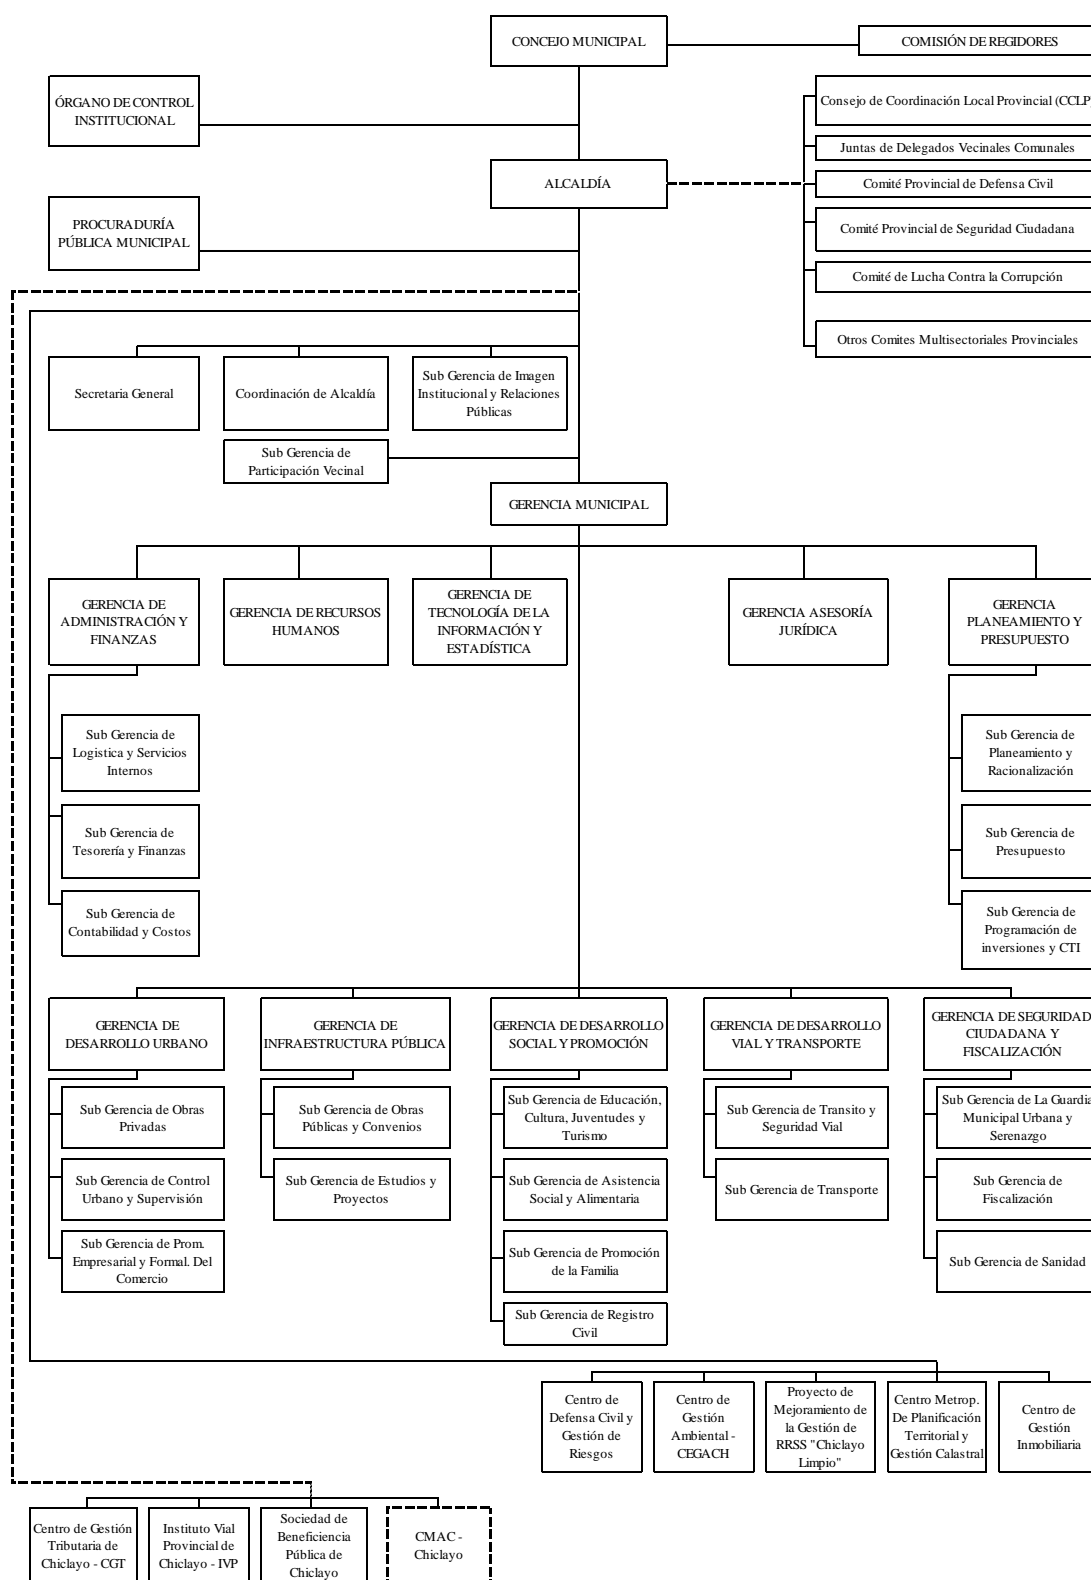 CONCEJO MUNICIPAL
COMISIÓN DE REGIDORES
ÓRGANO DE CONTROL
INSTITUCIONAL
Consejo de Coordinación Local Provincial (CCLP
Juntas de Delegados Vecinales Comunales
ALCALDÍA
Comité Provincial de Defensa Civil
PROCURADURÍA
PÚBLICA MUNICIPAL
Comité Provincial de Seguridad Ciudadana
Comité de Lucha Contra la Corrupción
Otros Comites Multisectoriales Provinciales
Secretaria General
Coordinación de Alcaldía
Sub Gerencia de Imagen
Institucional y Relaciones
Públicas
Sub Gerencia de
Participación Vecinal
GERENCIA MUNICIPAL
GERENCIA DE
ADMINISTRACIÓN Y
FINANZAS
GERENCIA DE RECURSOS
HUMANOS
GERENCIA DE
TECNOLOGÍA DE LA
INFORMACIÓN Y
ESTADÍSTICA
GERENCIA ASESORÍA
JURÍDICA
GERENCIA
PLANEAMIENTO Y
PRESUPUESTO
Sub Gerencia de
Logistica y Servicios
Internos
Sub Gerencia de
Tesorería y Finanzas
Sub Gerencia de
Contabilidad y Costos
Sub Gerencia de
Planeamiento y
Racionalización
Sub Gerencia de
Presupuesto
Sub Gerencia de
Programación de
inversiones y CTI
GERENCIA DE
DESARROLLO URBANO
GERENCIA DE
INFRAESTRUCTURA PÚBLICA
GERENCIA DE DESARROLLO
SOCIAL Y PROMOCIÓN
GERENCIA DE DESARROLLO
VIAL Y TRANSPORTE
GERENCIA DE SEGURIDAD
CIUDADANA Y
FISCALIZACIÓN
Sub Gerencia de Obras
Privadas
Sub Gerencia de Control
Urbano y Supervisión
Sub Gerencia de Prom.
Empresarial y Formal. Del
Comercio
Sub Gerencia de Obras
Públicas y Convenios
Sub Gerencia de Estudios y
Proyectos
Sub Gerencia de Educación,
Cultura, Juventudes y
Turismo
Sub Gerencia de Asistencia
Social y Alimentaria
Sub Gerencia de Promoción
de la Familia
Sub Gerencia de Registro
Civil
Sub Gerencia de Transito y
Seguridad Vial
Sub Gerencia de Transporte
Sub Gerencia de La Guardia
Municipal Urbana y
Serenazgo
Sub Gerencia de
Fiscalización
Sub Gerencia de Sanidad
Centro de
Defensa Civil y
Gestión de
Riesgos
Centro de
Gestión
Ambiental -
CEGACH
Proyecto de
Mejoramiento de
la Gestión de
RRSS "Chiclayo
Limpio"
Centro Metrop.
De Planificación
Territorial y
Gestión Calastral
Centro de
Gestión
Inmobiliaria
Centro de Gestión
Tributaria de
Chiclayo - CGT
Instituto Vial
Provincial de
Chiclayo - IVP
Sociedad de
Beneficiencia
Pública de
Chiclayo
CMAC -
Chiclayo